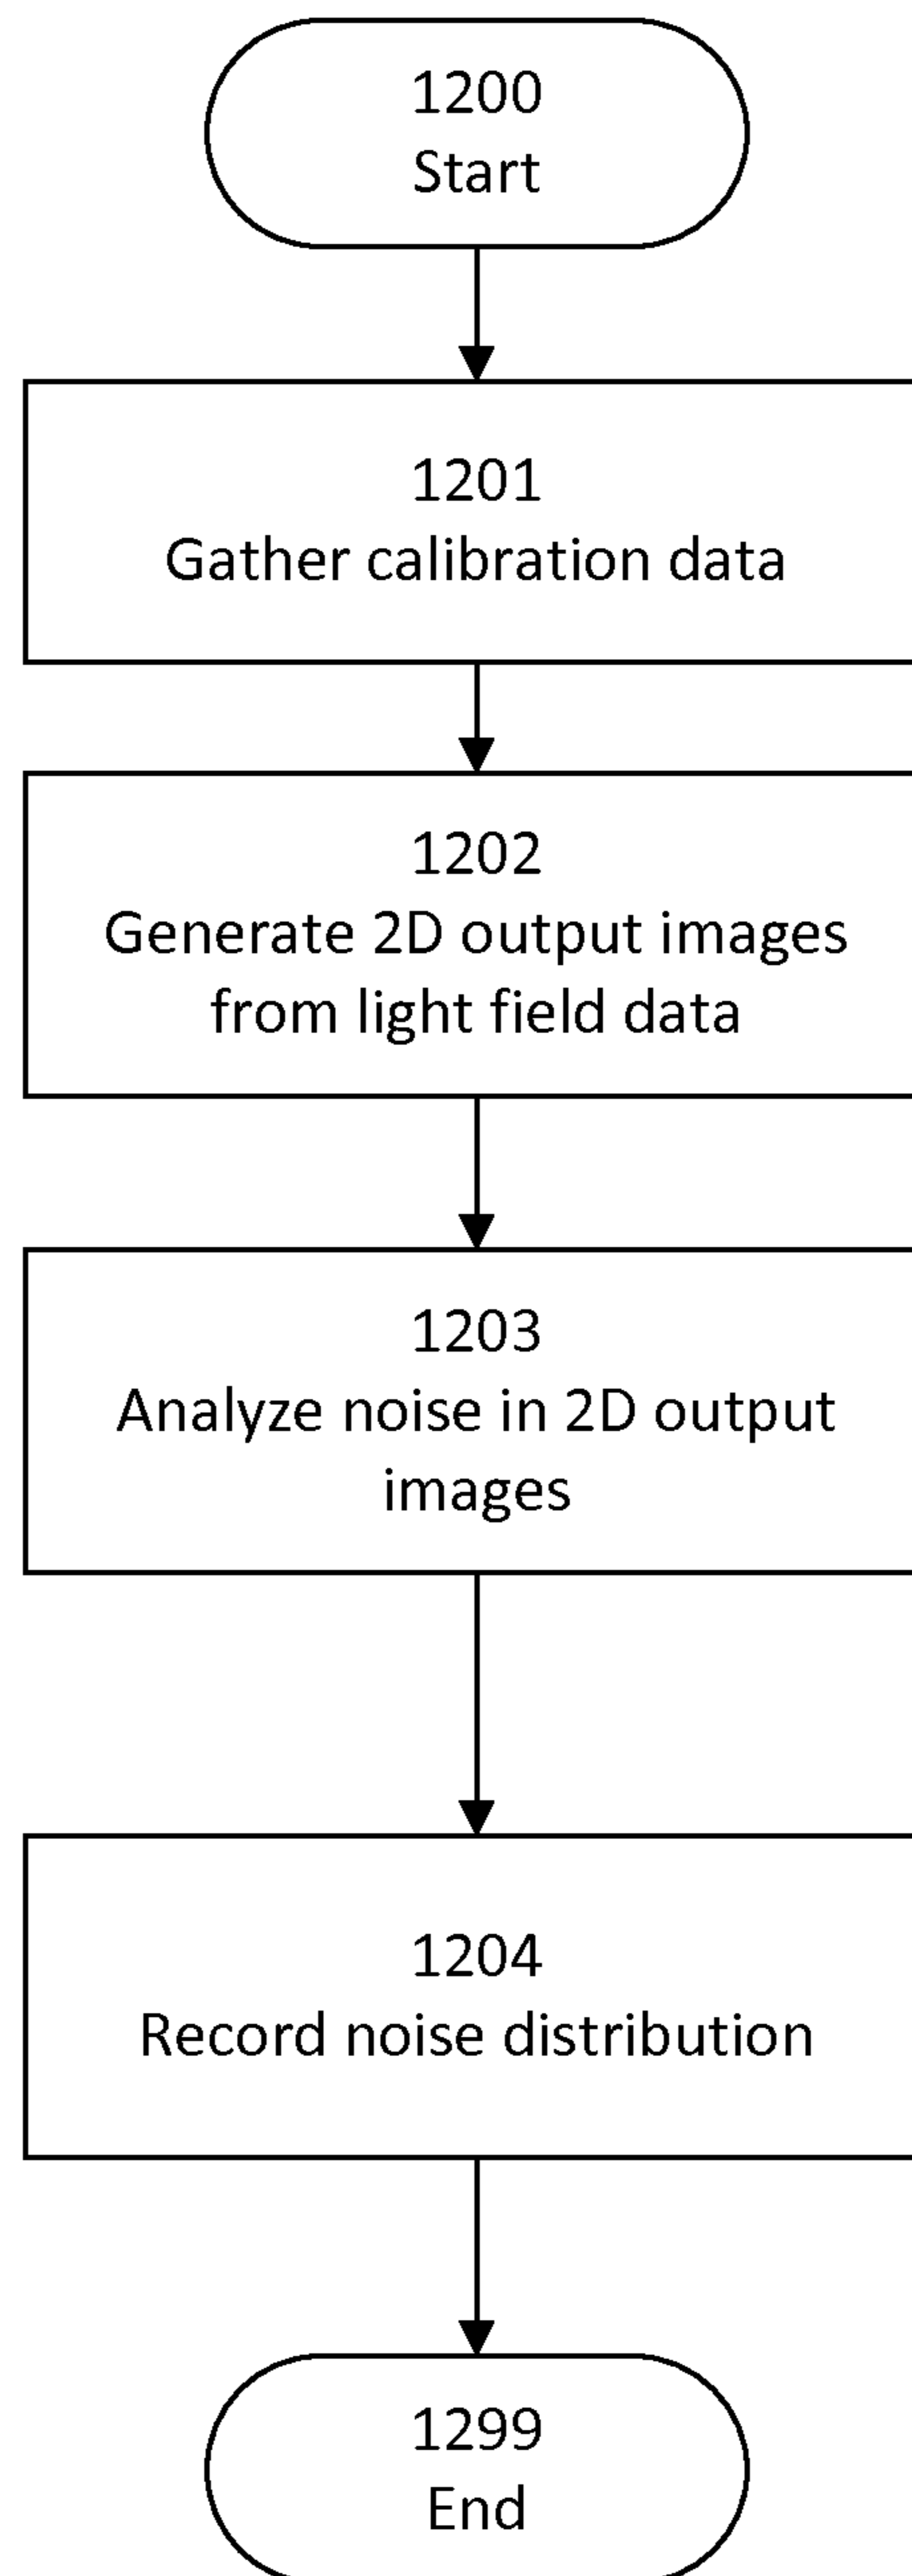 1200
Start
1201
Gather calibration data
1202
Generate 2D output images
from light field data
1203
Analyze noise in 2D output
images
1204
Record noise distribution
1299
End